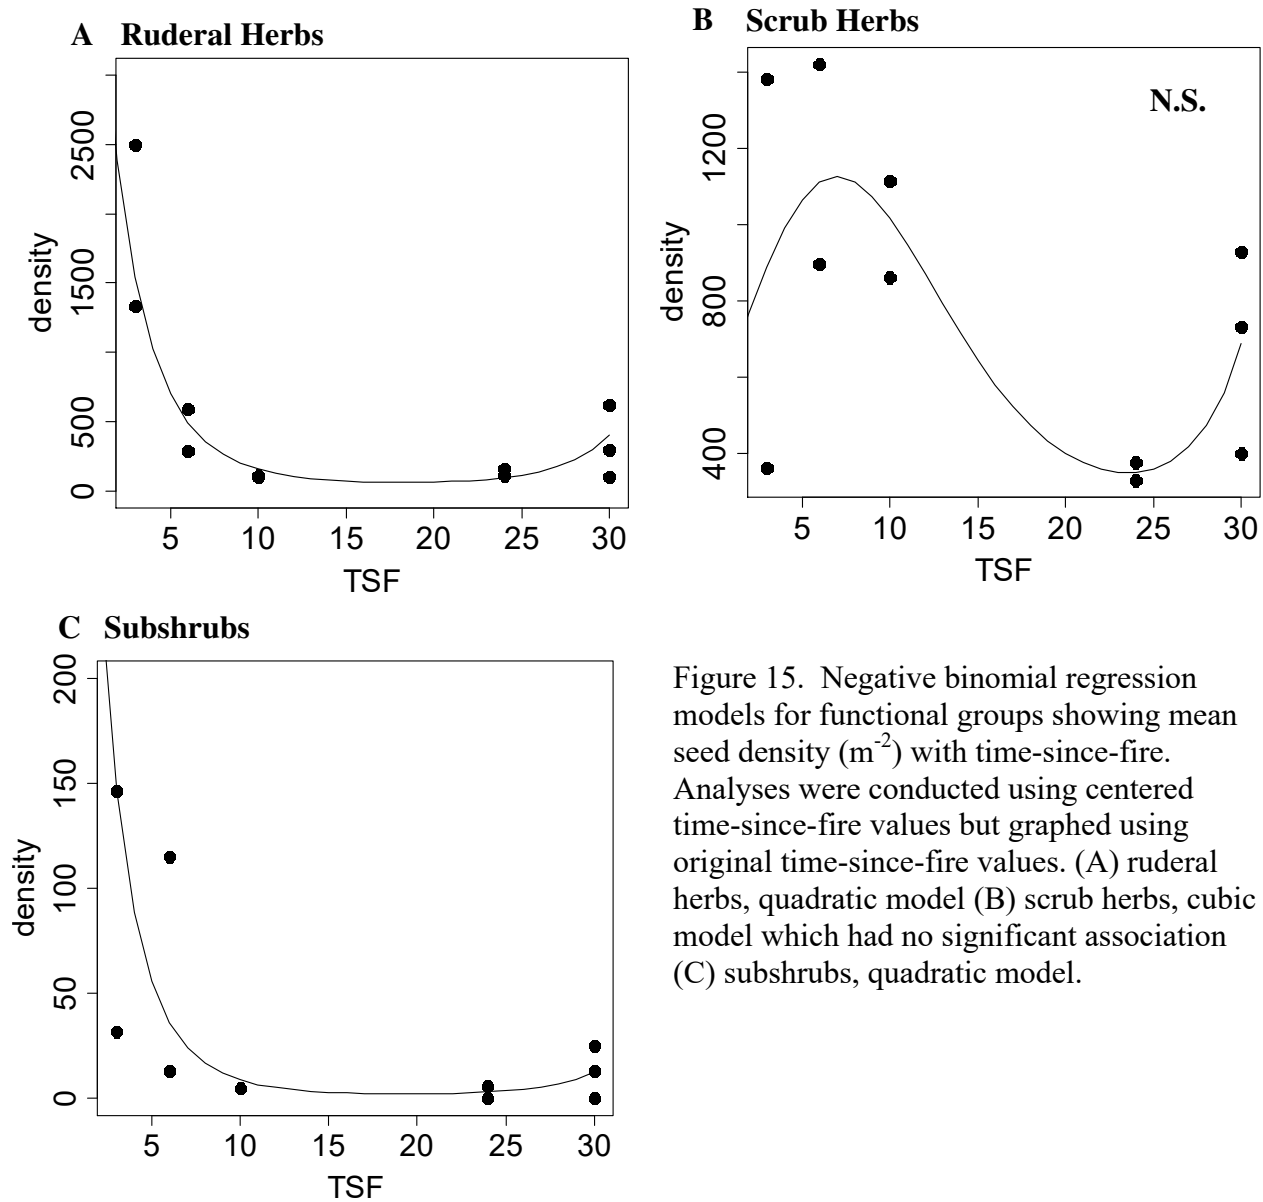 A Ruderal Herbs
2500
1500
500
0
density
5 10 15 20 25 30
TSF
B Scrub Herbs
N.S.
1200
800
400
density
5 10 15 20 25 30
TSF
C Subshrubs
200
150
100
50
0
density
5 10 15 20 25 30
TSF
Figure 15. Negative binomial regression
models for functional groups showing mean
seed density (m-2) with time-since-fire.
Analyses were conducted using centered
time-since-fire values but graphed using
original time-since-fire values. (A) ruderal
herbs, quadratic model (B) scrub herbs, cubic
model which had no significant association
(C) subshrubs, quadratic model.